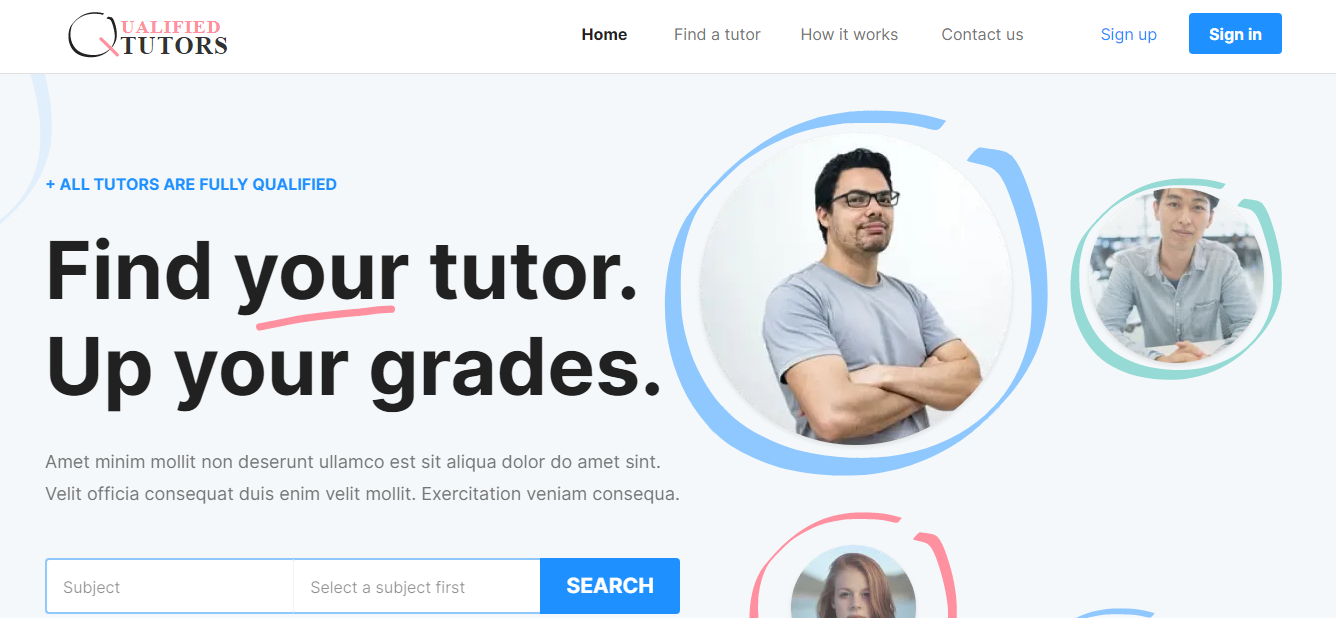 QUALIFIED
TUTORS
Home Find a tutor How it works Contact us Sign up Sign in
+ ALL TUTORS ARE FULLY QUALIFIED
Find your tutor.
Up your grades.
Amet minim mollit non deserunt ullamco est sit aliqua dolor do amet sint.
Velit officia consequat duis enim velit mollit. Exercitation veniam consequa.
Subject Select a subject first SEARCH